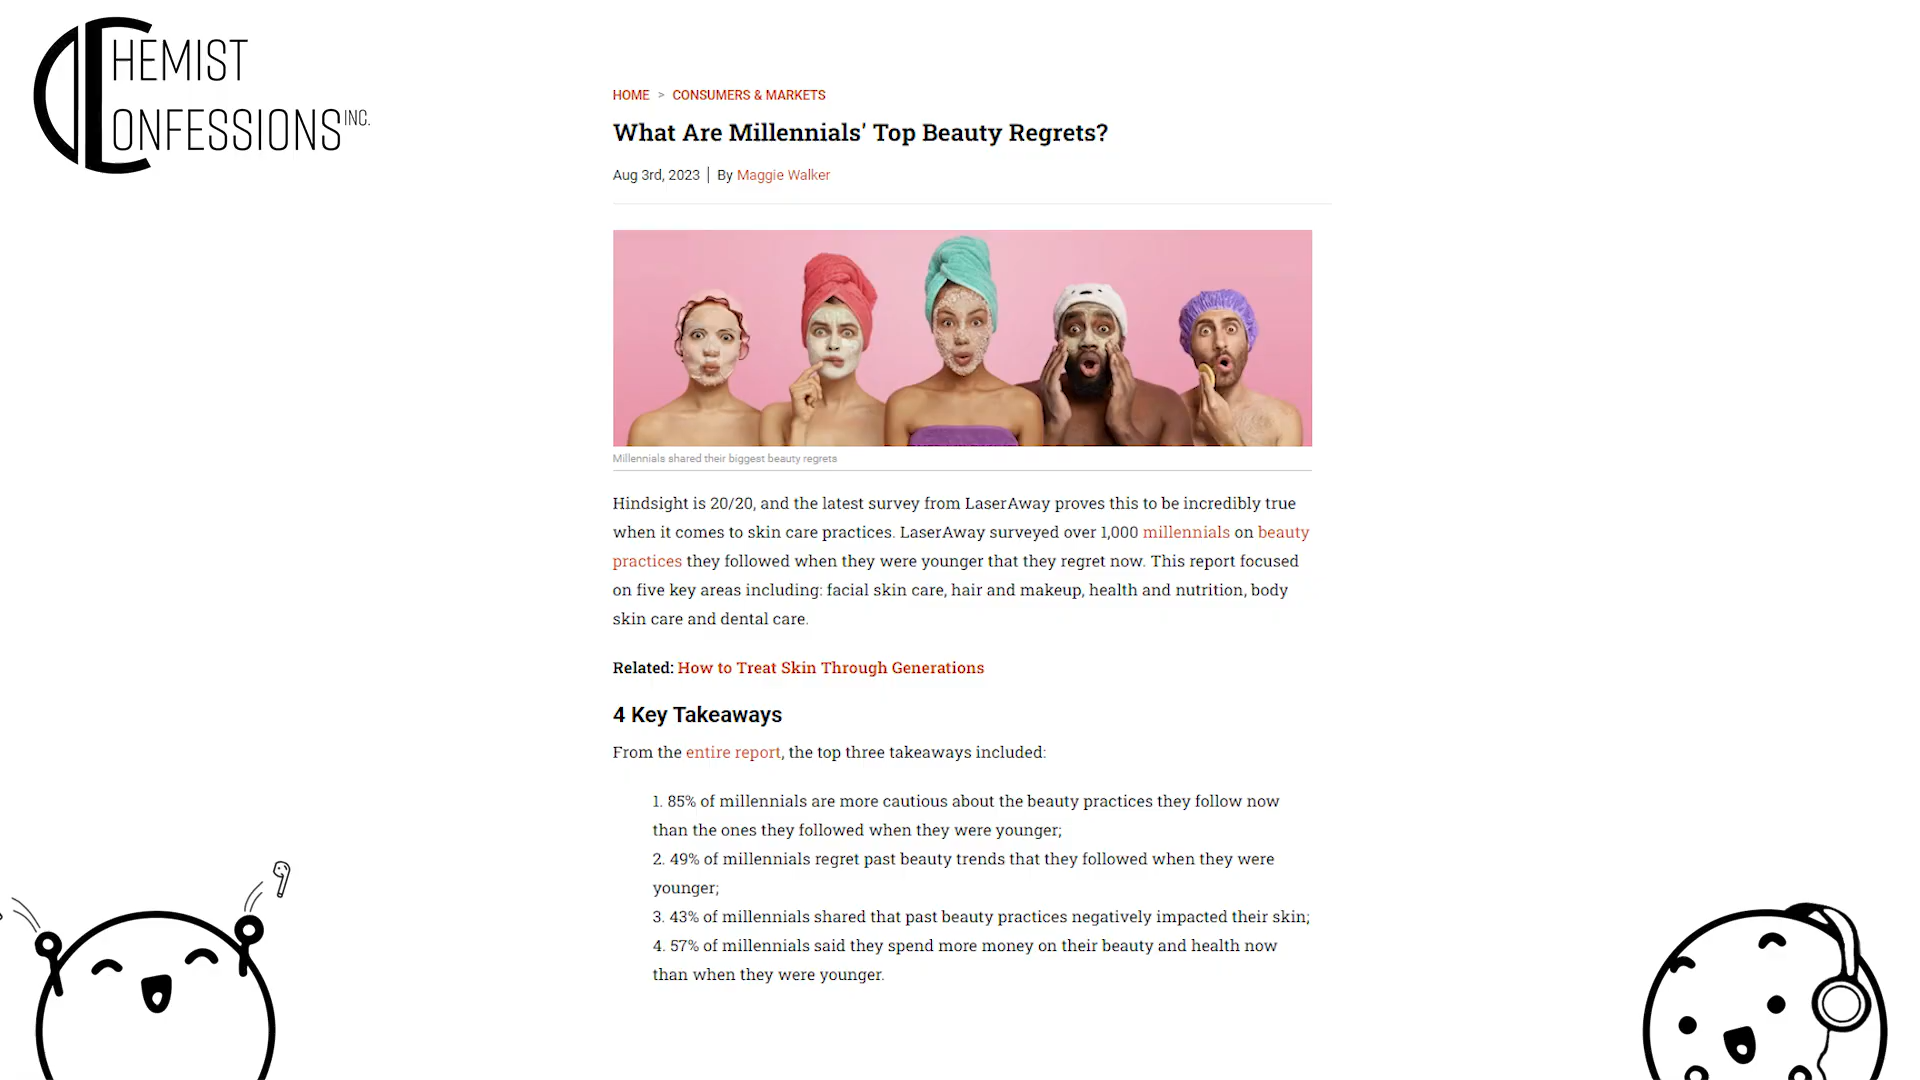 CHEMIST
CONFESSIONS INC.
HOME > CONSUMERS & MARKETS
What Are Millennials' Top Beauty Regrets?
Aug 3rd, 2023 | By Maggie Walker
Millennials shared their biggest beauty regrets
Hindsight is 20/20, and the latest survey from LaserAway proves this to be incredibly true
when it comes to skin care practices. LaserAway surveyed over 1,000 millennials on beauty
practices they followed when they were younger that they regret now. This report focused
on five key areas including: facial skin care, hair and makeup, health and nutrition, body
skin care and dental care.
Related: How to Treat Skin Through Generations
4 Key Takeaways
From the entire report, the top three takeaways included:
1. 85% of millennials are more cautious about the beauty practices they follow now
than the ones they followed when they were younger;
2. 49% of millennials regret past beauty trends that they followed when they were
younger;
3. 43% of millennials shared that past beauty practices negatively impacted their skin;
4. 57% of millennials said they spend more money on their beauty and health now
than when they were younger.